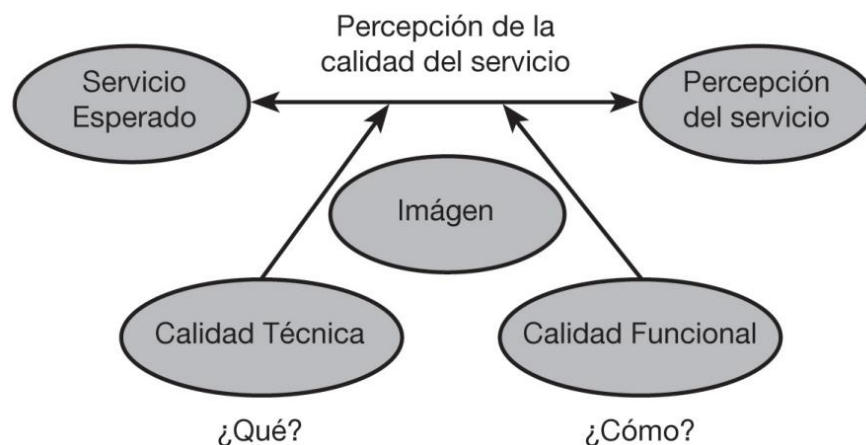 Percepción de la
calidad del servicio
Servicio
Esperado
Percepción
del servicio
Imágen
Calidad Técnica
Calidad Funcional
¿Qué?
¿Cómo?